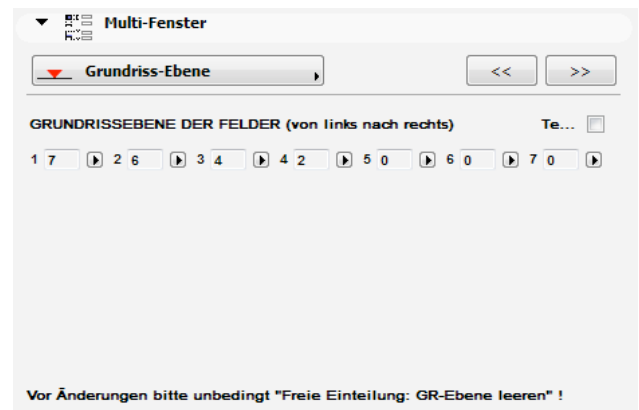 Multi-Fenster
Grundriss-Ebene << >>
GRUNDRISSEBENE DER FELDER (von links nach rechts) Te...
1 7 2 6 3 4 4 2 5 0 6 0 7 0
Vor Änderungen bitte unbedingt "Freie Einteilung: GR-Ebene leeren" !